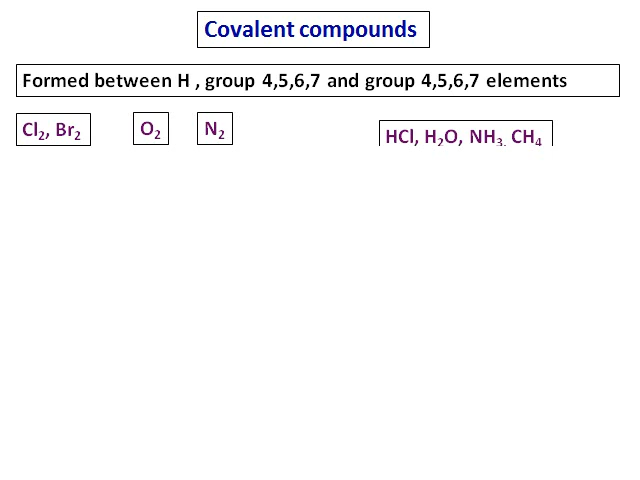 Covalent compounds
Formed between H , group 4,5,6,7 and group 4,5,6,7 elements
Cl₂, Br₂ O₂ N₂ HCl, H₂O, NH₃, CH₄